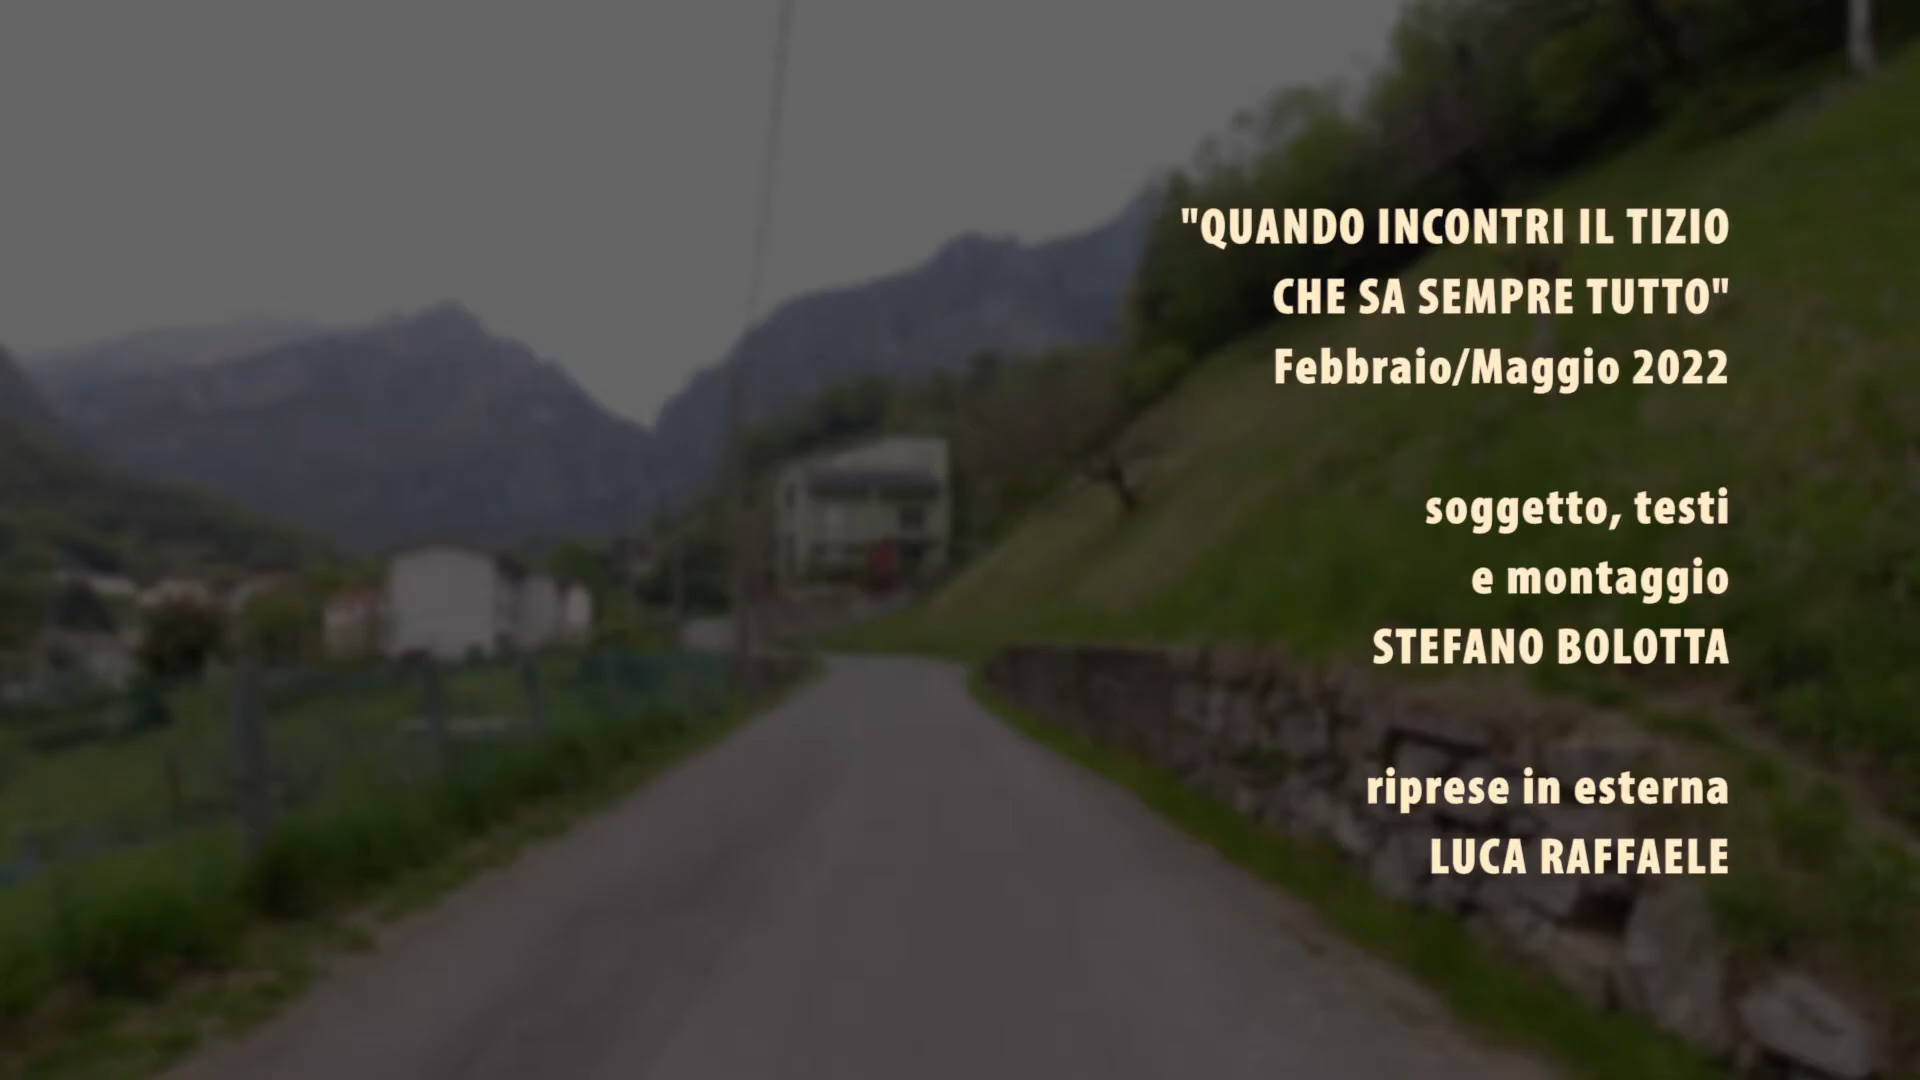 "QUANDO INCONTRI IL TIZIO
CHE SA SEMPRE TUTTO"
Febbraio/Maggio 2022
soggetto, testi
e montaggio
STEFANO BOLOTTA
riprese in esterna
LUCA RAFFAELE